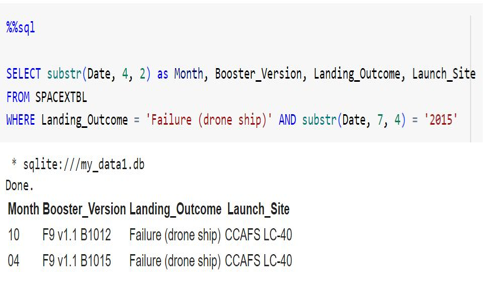 %%sql
SELECT substr(Date, 4, 2) as Month, Booster_Version, Landing_Outcome, Launch_Site
FROM SPACEXTBL
WHERE Landing_Outcome = 'Failure (drone ship)' AND substr(Date, 7, 4) = '2015'
* sqlite:///my_data1.db
Done.
Month Booster_Version Landing_Outcome Launch_Site
10 F9 v1.1 B1012 Failure (drone ship) CCAFS LC-40
04 F9 v1.1 B1015 Failure (drone ship) CCAFS LC-40